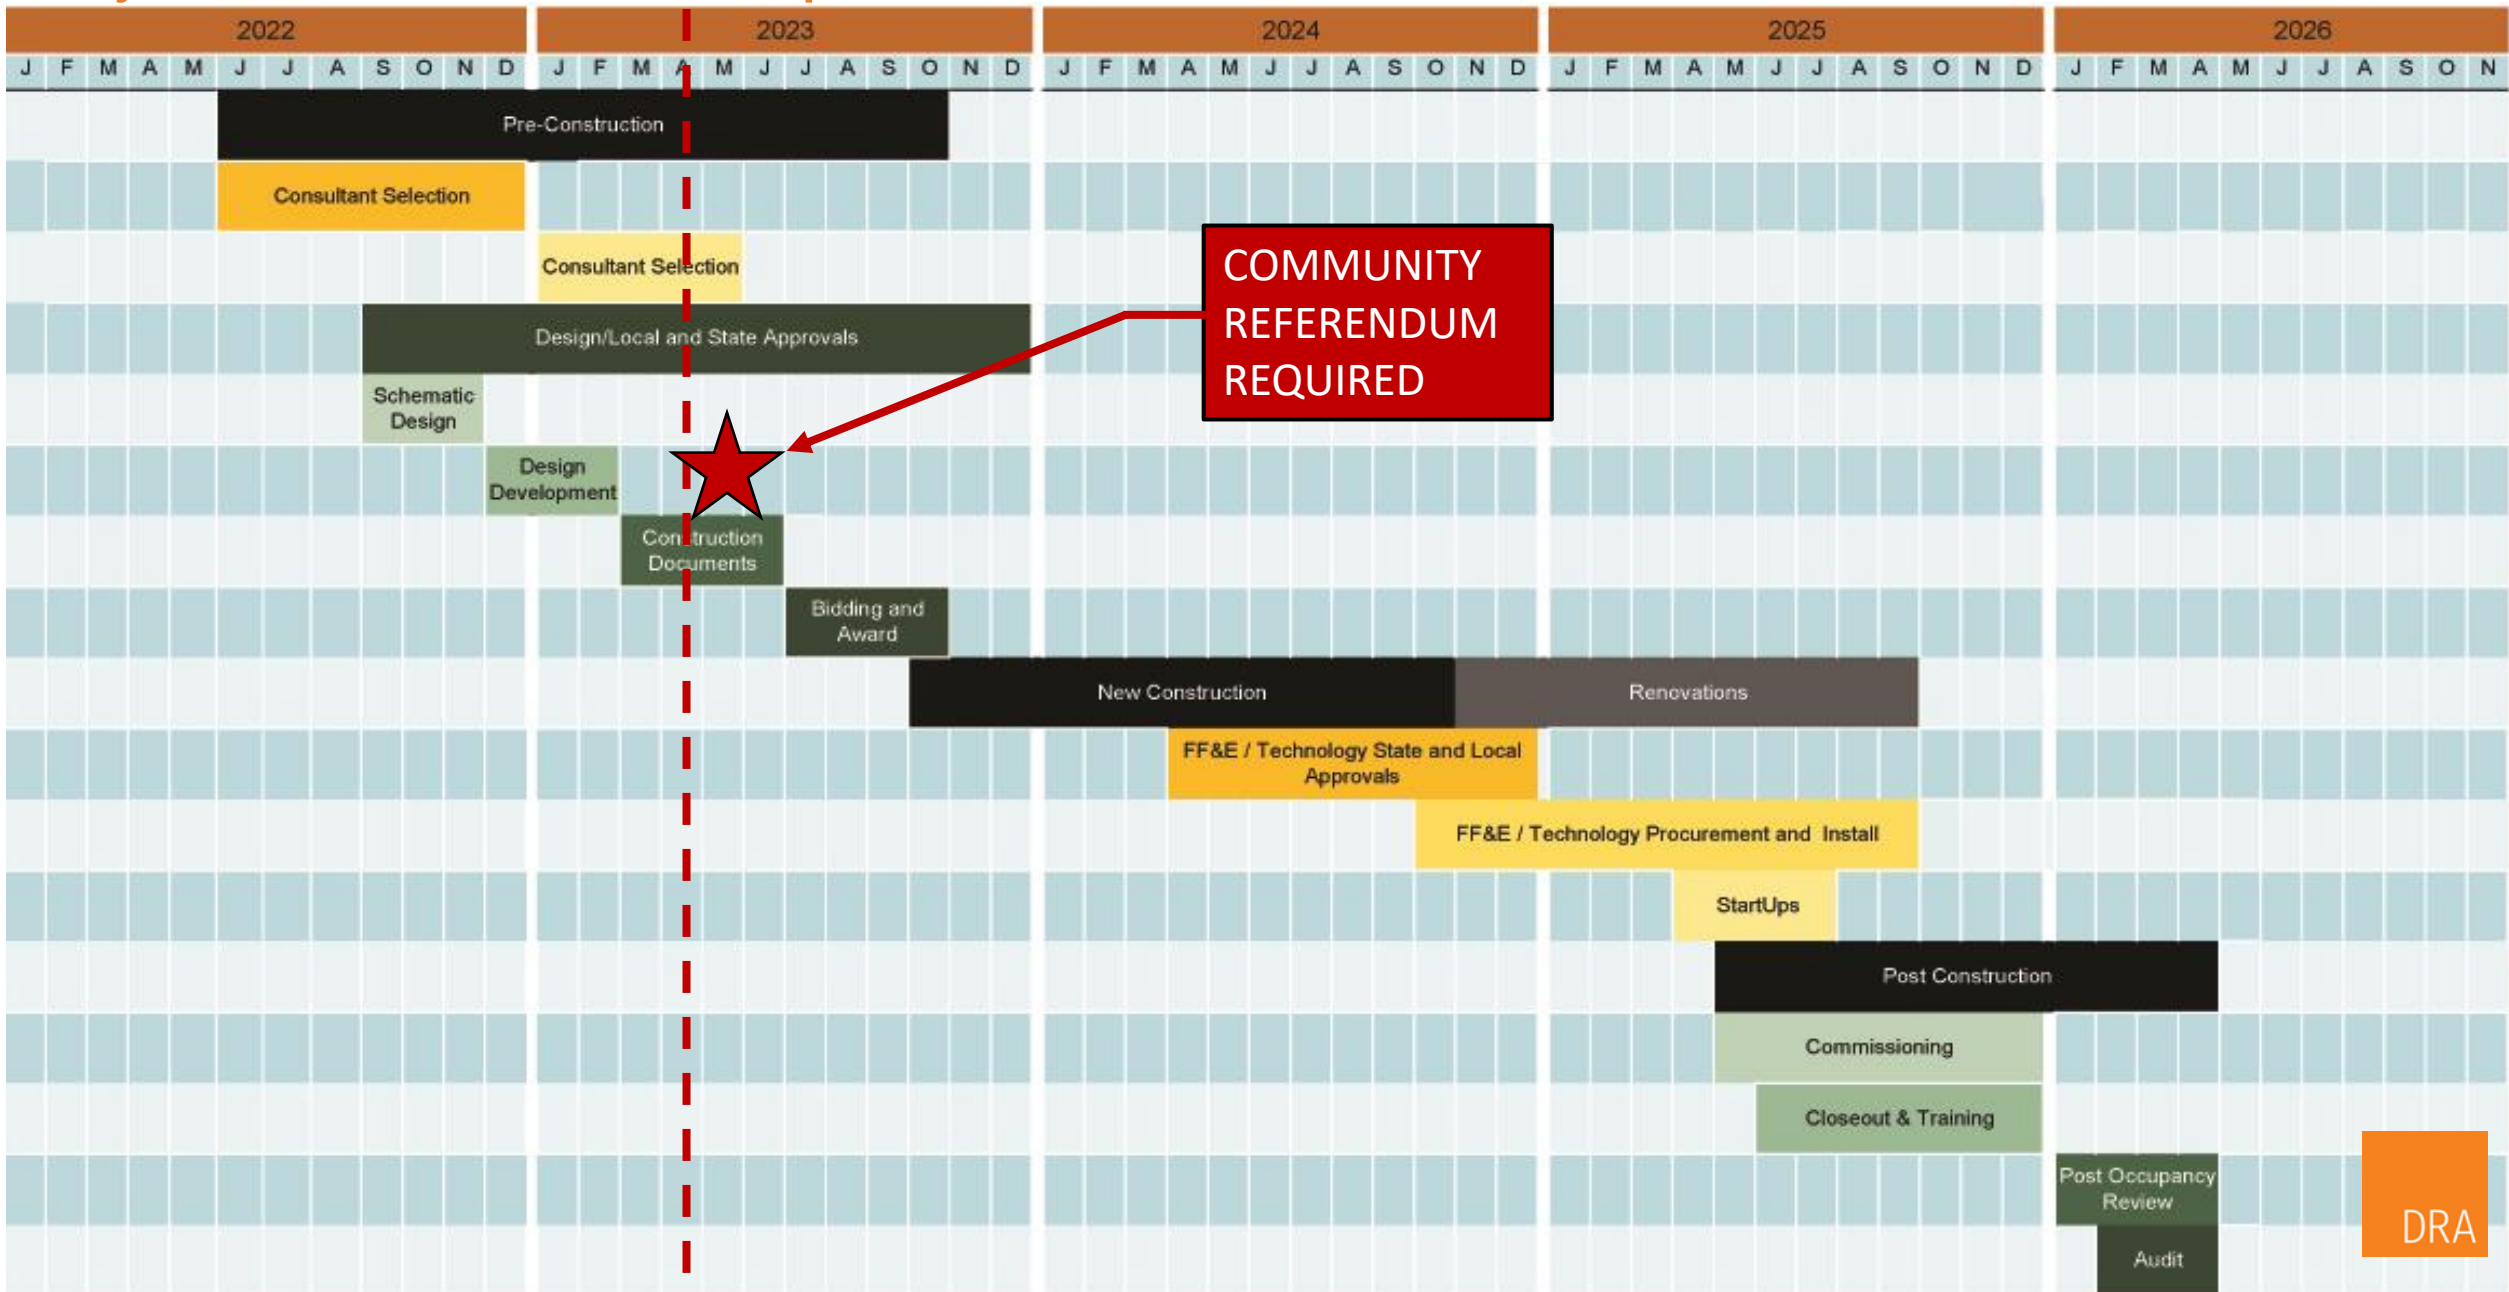 2022 2023 2024 2025 2026
J F M A M J J A S O N D J F M A M J J A S O N D J F M A M J J A S O N D J F M A M J J A S O N D J F M A M J J A S O N
Pre-Construction
Consultant Selection
Consultant Selection
COMMUNITY
REFERENDUM
REQUIRED
Design/Local and State Approvals
Schematic
Design
Design
Development
Construction
Documents
Bidding and
Award
New Construction Renovations
FF&E / Technology State and Local
Approvals
FF&E / Technology Procurement and Install
StartUps
Post Construction
Commissioning
Closeout & Training
Post Occupancy
Review
Audit
DRA